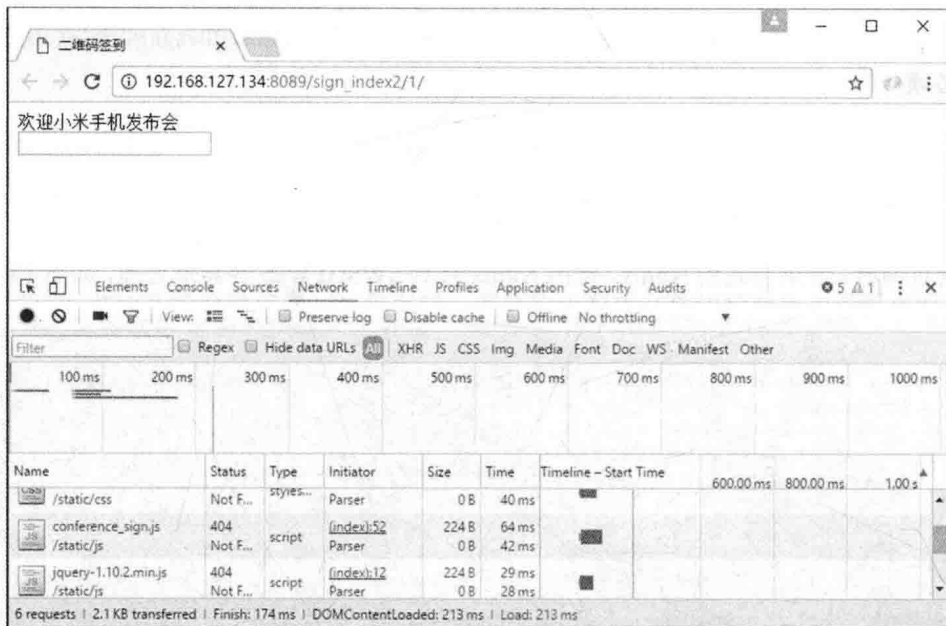 二维码签到
192.168.127.134:8089/sign_index2/1/
欢迎小米手机发布会
Elements Console Sources Network Timeline Profiles Application Security Audits 5 1
View: Preserve log Disable cache Offline No throttling
Filter Regex Hide data URLs All XHR JS CSS Img Media Font Doc WS Manifest Other
100 ms 200 ms 300 ms 400 ms 500 ms 600 ms 700 ms 800 ms 900 ms 1000 ms
Name Status Type Initiator Size Time Timeline – Start Time 600.00 ms 800.00 ms 1.00 s
/static/css Not F... styles... Parser 0 B 40 ms
conference_sign.js 404 script (index):52 224 B 64 ms
/static/js Not F... Parser 0 B 42 ms
jquery-1.10.2.min.js 404 script (index):12 224 B 29 ms
/static/js Not F... Parser 0 B 28 ms
6 requests | 2.1 KB transferred | Finish: 174 ms | DOMContentLoaded: 213 ms | Load: 213 ms